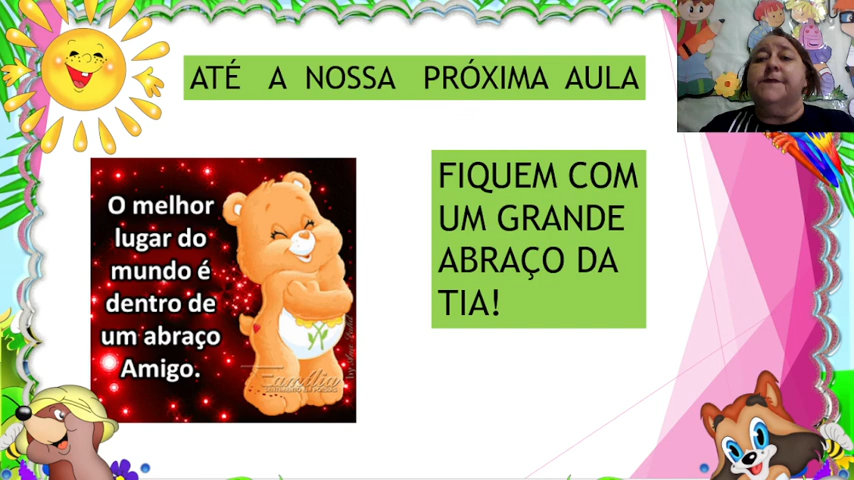 ATÉ A NOSSA PRÓXIMA AULA
O melhor
lugar do
mundo é
dentro de
um abraço
Amigo.
Família
FIQUEM COM
UM GRANDE
ABRAÇO DA
TIA!